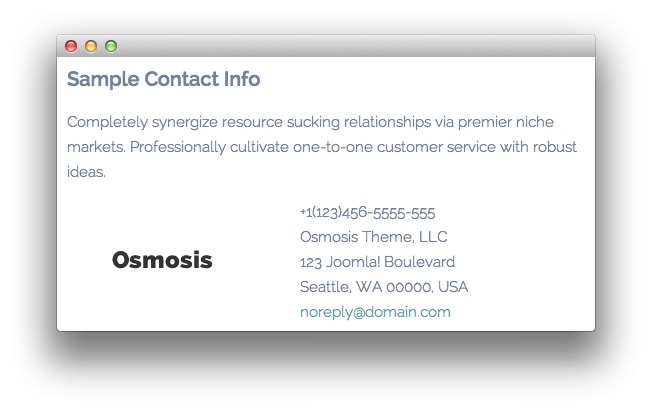 Sample Contact Info
Completely synergize resource sucking relationships via premier niche
markets. Professionally cultivate one-to-one customer service with robust
ideas.
Osmosis
+1(123)456-5555-555
Osmosis Theme, LLC
123 Joomla! Boulevard
Seattle, WA 00000, USA
noreply@domain.com